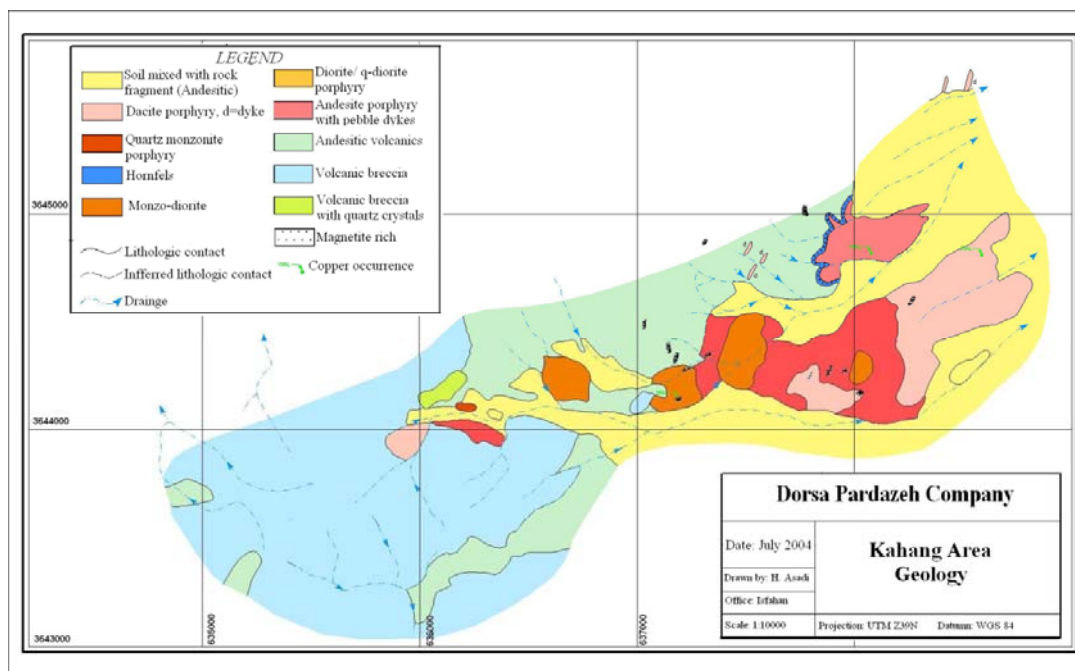 LEGEND
Soil mixed with rock
fragment (Andesitic)
Dacite porphyry, d=dyke
Quartz monzonite
porphyry
Hornfels
Monzo-diorite
Diorite/ q-diorite
porphyry
Andesite porphyry
with pebble dykes
Andesitic volcanics
Volcanic breccia
Volcanic breccia
with quartz crystals
Magnetite rich
Lithologic contact
Inffered lithologic contact
Drainge
Copper occurrence
3645000
3644000
3643000
635000
636000
637000
Dorsa Pardazeh Company
Date: July 2004
Drawn by: H. Asadi
Office: Isfahan
Scale: 1:10000
Kahang Area
Geology
Projection: UTM Z39N
Datumn: WGS 84